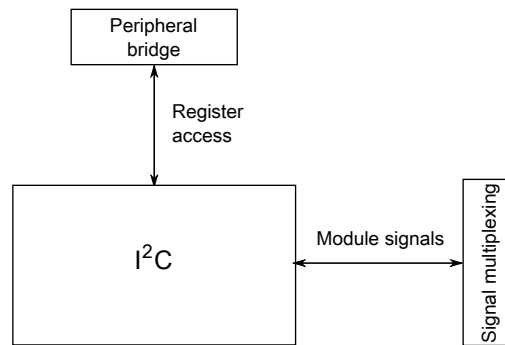 Peripheral
bridge
Register
access
I²C
Module signals
Signal multiplexing